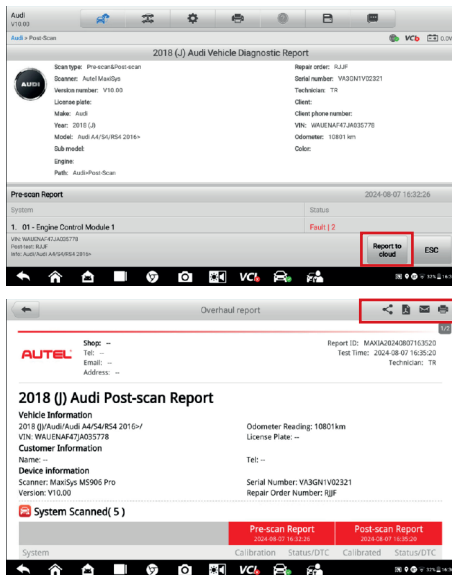 Audi
V10.00
Audi > Post-Scan
VCI 0.0V
2018 (J) Audi Vehicle Diagnostic Report
AUDI
Scan type: Pre-scan&Post-scan
Repair order: RJJF
Scanner: Autel MaxiSys
Serial number: VA3GN1V02321
Version number: V10.00
Technician: TR
License plate:
Client:
Make: Audi
Client phone number:
Year: 2018 (J)
VIN: WAUENAF47JA035778
Model: Audi A4/S4/RS4 2016>
Odometer: 10801 km
Sub model:
Color:
Engine:
Path: Audi>Post-Scan
Pre-scan Report 2024-08-07 16:32:26
System Status
1. 01 - Engine Control Module 1 Fault | 2
VIN: WAUENAF47JA035778
Post-test: RJJF
Info: Audi/Audi A4/S4/RS4 2016>
Report to cloud
ESC
VCI
Overhaul report
1/2
AUTEL
Shop: --
Tel: --
Email: --
Address: --
Report ID: MAXIA20240807163520
Test Time: 2024-08-07 16:35:20
Technician: TR
2018 (J) Audi Post-scan Report
Vehicle Information
2018 (J)/Audi/Audi A4/S4/RS4 2016>/
Odometer Reading: 10801km
VIN: WAUENAF47JA035778
License Plate: --
Customer Information
Name: --
Tel: --
Device information
Scanner: MaxiSys MS906 Pro
Serial Number: VA3GN1V02321
Version: V10.00
Repair Order Number: RJJF
System Scanned( 5 )
Pre-scan Report Post-scan Report
2024-08-07 16:32:26 2024-08-07 16:35:20
System Calibration Status/DTC Calibrated Status/DTC
VCI